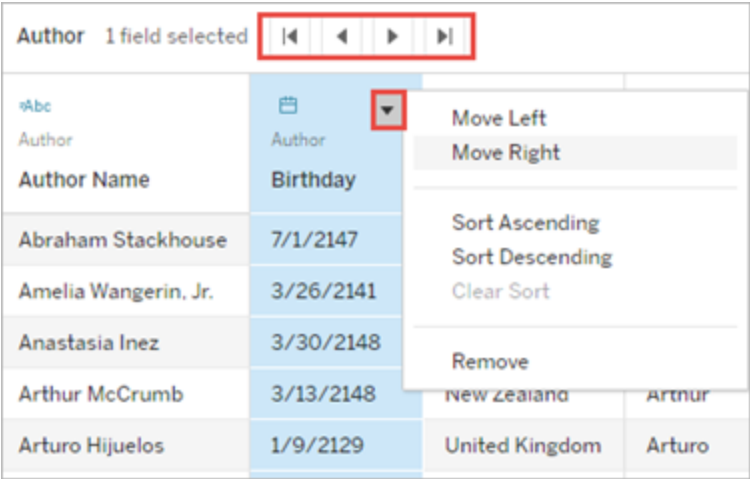 Author 1 field selected
Abc
Author
Author Name
Author
Birthday
Move Left
Move Right
Sort Ascending
Sort Descending
Clear Sort
Remove
Abraham Stackhouse 7/1/2147
Amelia Wangerin, Jr. 3/26/2141
Anastasia Inez 3/30/2148
Arthur McCrumb 3/13/2148 New Zealand Arthur
Arturo Hijuelos 1/9/2129 United Kingdom Arturo